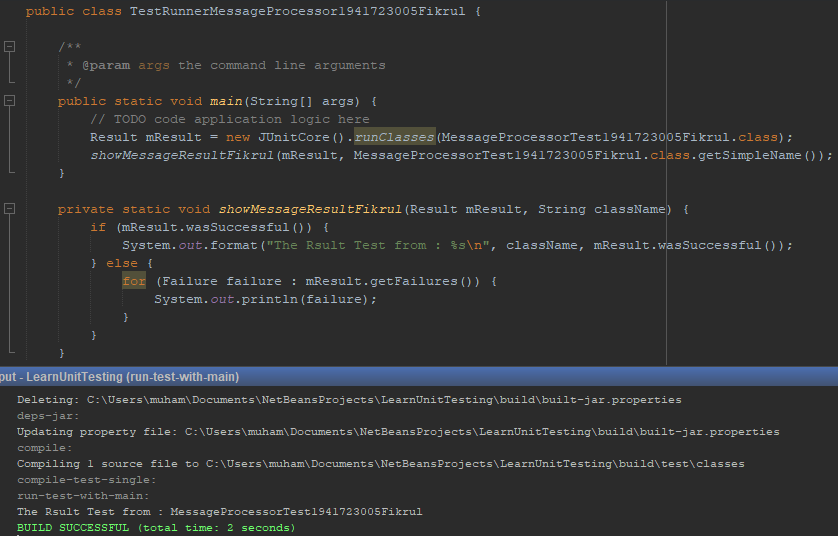 public class TestRunnerMessageProcessor1941723005Fikrul {
/**
* @param args the command line arguments
*/
public static void main(String[] args) {
// TODO code application logic here
Result mResult = new JUnitCore().runClasses(MessageProcessorTest1941723005Fikrul.class);
showMessageResultFikrul(mResult, MessageProcessorTest1941723005Fikrul.class.getSimpleName());
}
private static void showMessageResultFikrul(Result mResult, String className) {
if (mResult.wasSuccessful()) {
System.out.format("The Rsult Test from : %s\n", className, mResult.wasSuccessful());
} else {
for (Failure failure : mResult.getFailures()) {
System.out.println(failure);
}
}
}
put - LearnUnitTesting (run-test-with-main)
Deleting: C:\Users\muham\Documents\NetBeansProjects\LearnUnitTesting\build\built-jar.properties
deps-jar:
Updating property file: C:\Users\muham\Documents\NetBeansProjects\LearnUnitTesting\build\built-jar.properties
compile:
Compiling 1 source file to C:\Users\muham\Documents\NetBeansProjects\LearnUnitTesting\build\test\classes
compile-test-single:
run-test-with-main:
The Rsult Test from : MessageProcessorTest1941723005Fikrul
BUILD SUCCESSFUL (total time: 2 seconds)